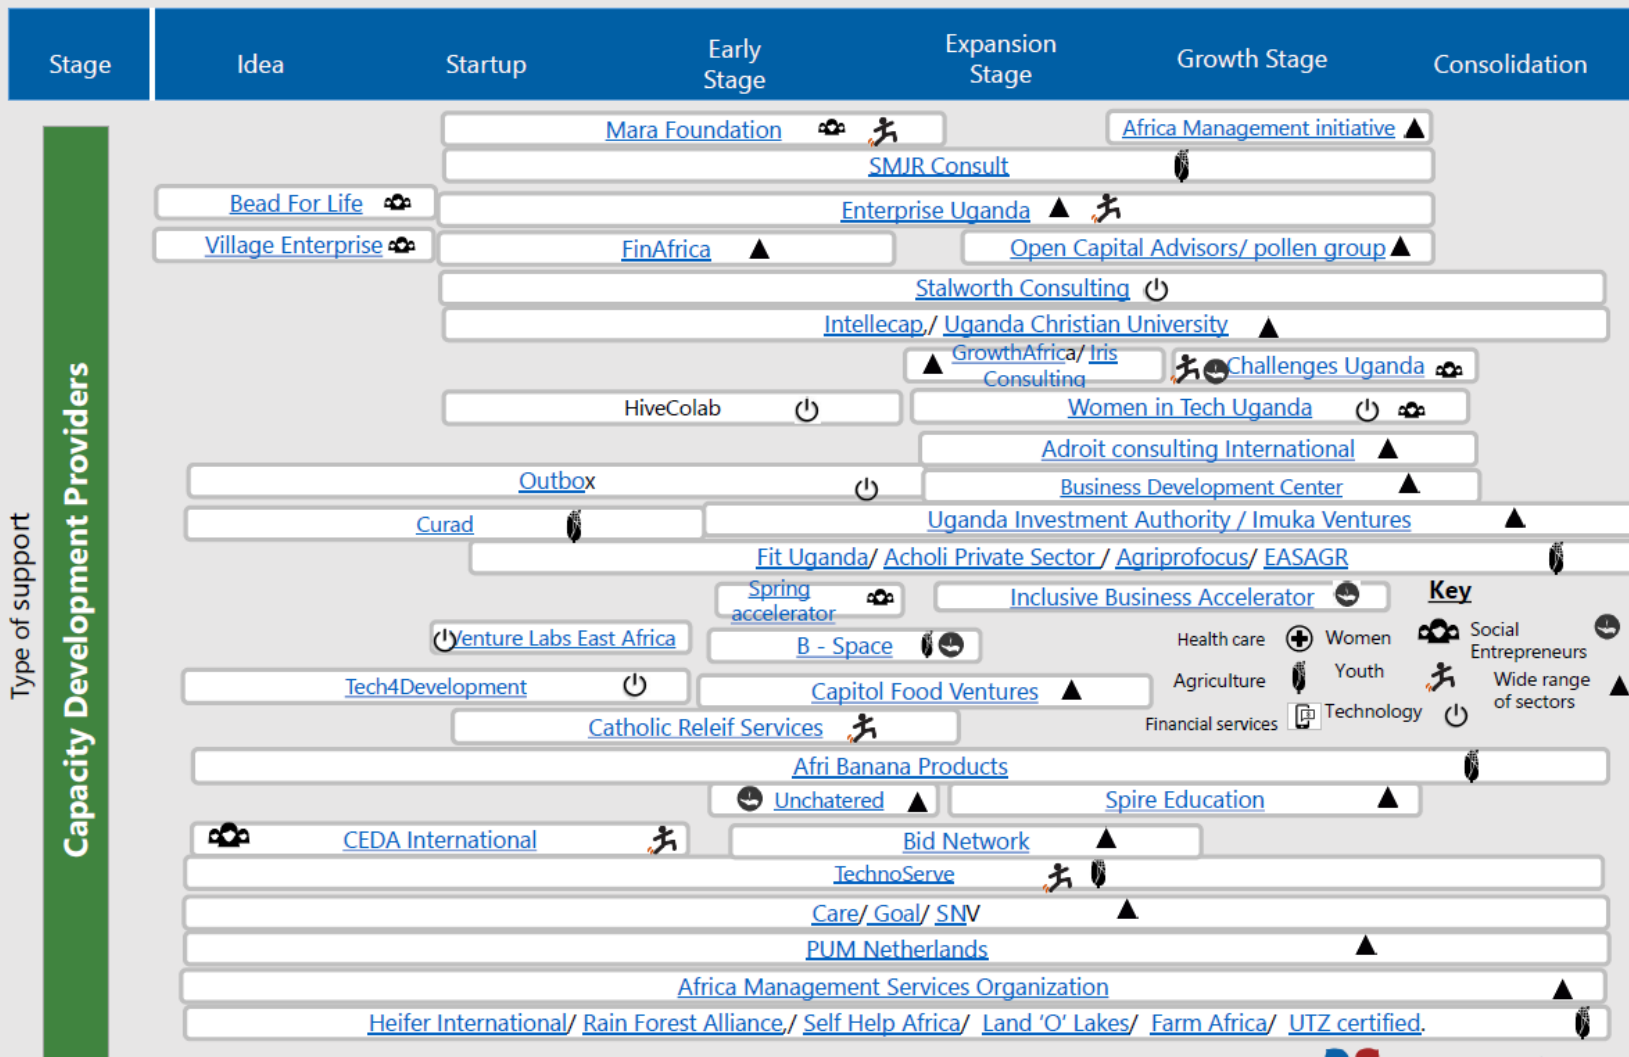 Stage
Idea
Startup
Early
Stage
Expansion
Stage
Growth Stage
Consolidation
Type of support
Capacity Development Providers
Mara Foundation
Africa Management initiative
SMJR Consult
Bead For Life
Enterprise Uganda
Village Enterprise
FinAfrica
Open Capital Advisors/ pollen group
Stalworth Consulting
Intellecap,/ Uganda Christian University
GrowthAfrica/ Iris
Consulting
Challenges Uganda
HiveColab
Women in Tech Uganda
Adroit consulting International
Outbox
Business Development Center
Curad
Uganda Investment Authority / Imuka Ventures
Fit Uganda/ Acholi Private Sector / Agriprofocus/ EASAGR
Spring
accelerator
Inclusive Business Accelerator
Venture Labs East Africa
B - Space
Tech4Development
Capitol Food Ventures
Catholic Releif Services
Afri Banana Products
Unchatered
Spire Education
CEDA International
Bid Network
TechnoServe
Care/ Goal/ SNV
PUM Netherlands
Africa Management Services Organization
Heifer International/ Rain Forest Alliance,/ Self Help Africa/ Land 'O' Lakes/ Farm Africa/ UTZ certified.
Key
Health care
Women
Social
Entrepreneurs
Agriculture
Youth
Wide range
of sectors
Financial services
Technology